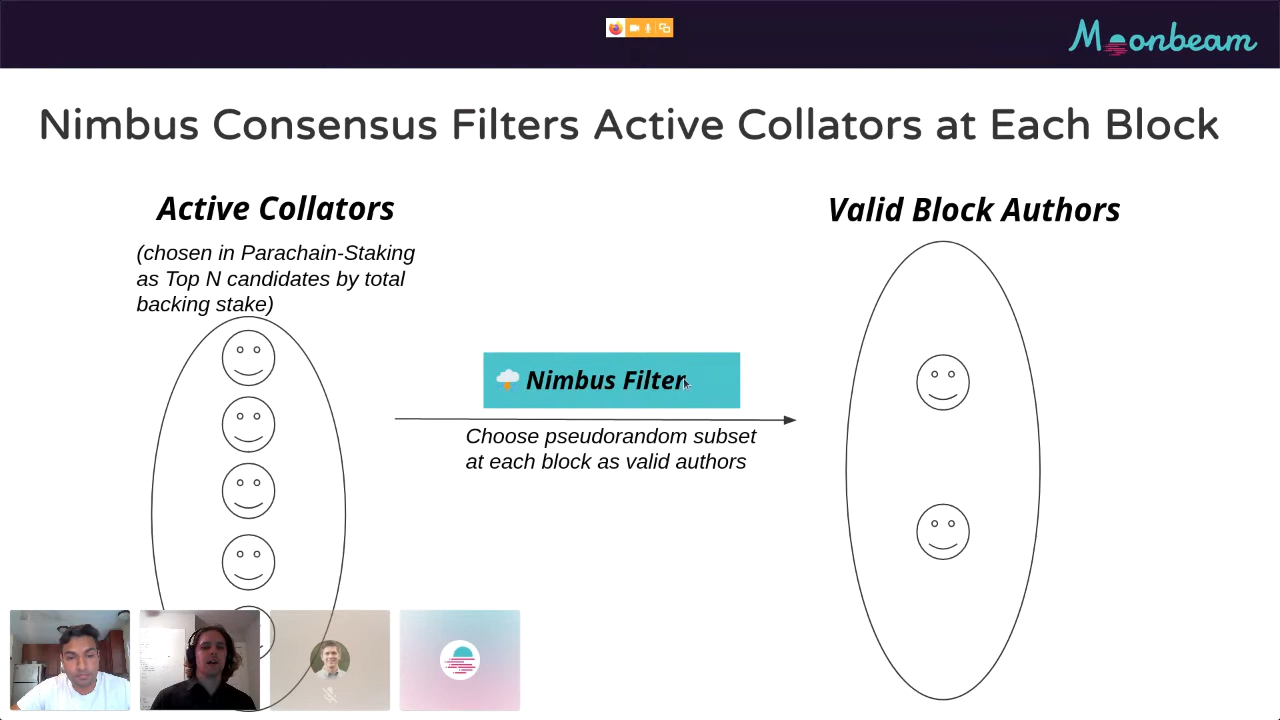 Moonbeam
Nimbus Consensus Filters Active Collators at Each Block
Active Collators
(chosen in Parachain-Staking
as Top N candidates by total
backing stake)
Valid Block Authors
Nimbus Filter
Choose pseudorandom subset
at each block as valid authors